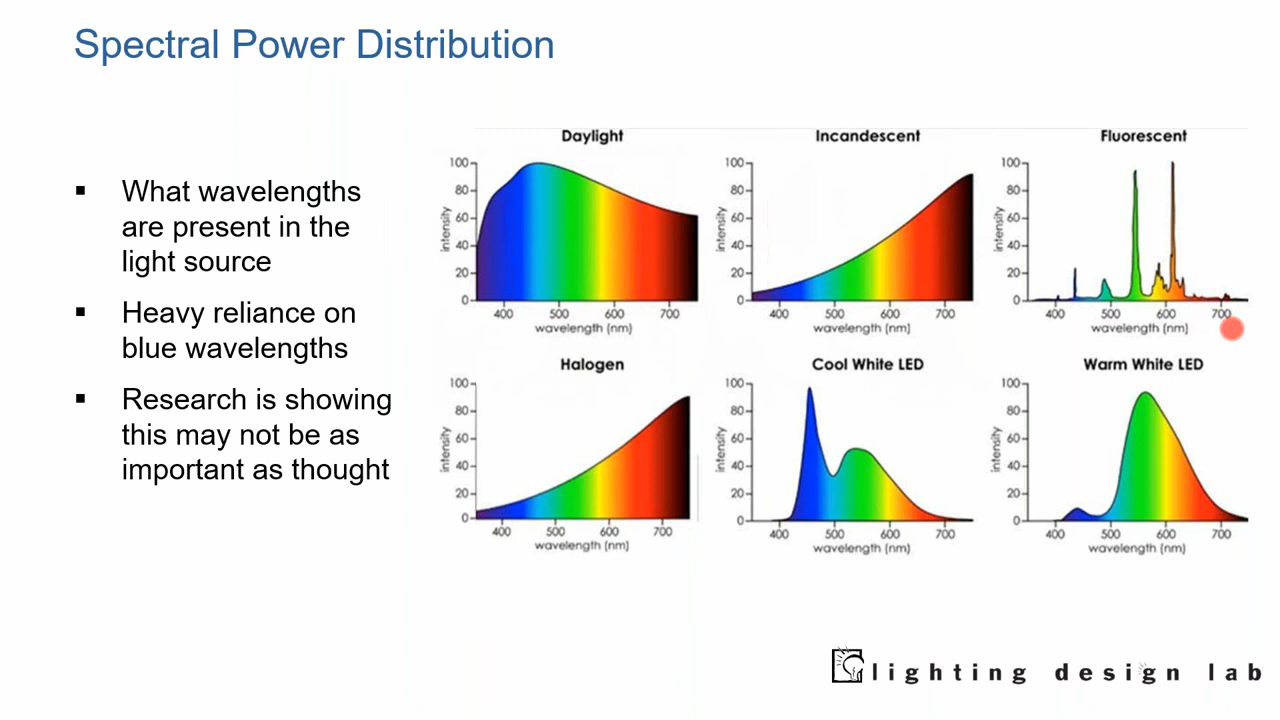 Spectral Power Distribution
▪ What wavelengths
are present in the
light source
▪ Heavy reliance on
blue wavelengths
▪ Research is showing
this may not be as
important as thought
Daylight
100
80
60
40
20
0
intensity
400 500 600 700
wavelength (nm)
Incandescent
100
80
60
40
20
0
intensity
400 500 600 700
wavelength (nm)
Fluorescent
100
80
60
40
20
0
intensity
400 500 600 700
wavelength (nm)
Halogen
100
80
60
40
20
0
intensity
400 500 600 700
wavelength (nm)
Cool White LED
100
80
60
40
20
0
intensity
400 500 600 700
wavelength (nm)
Warm White LED
100
80
60
40
20
0
intensity
400 500 600 700
wavelength (nm)
lighting design lab